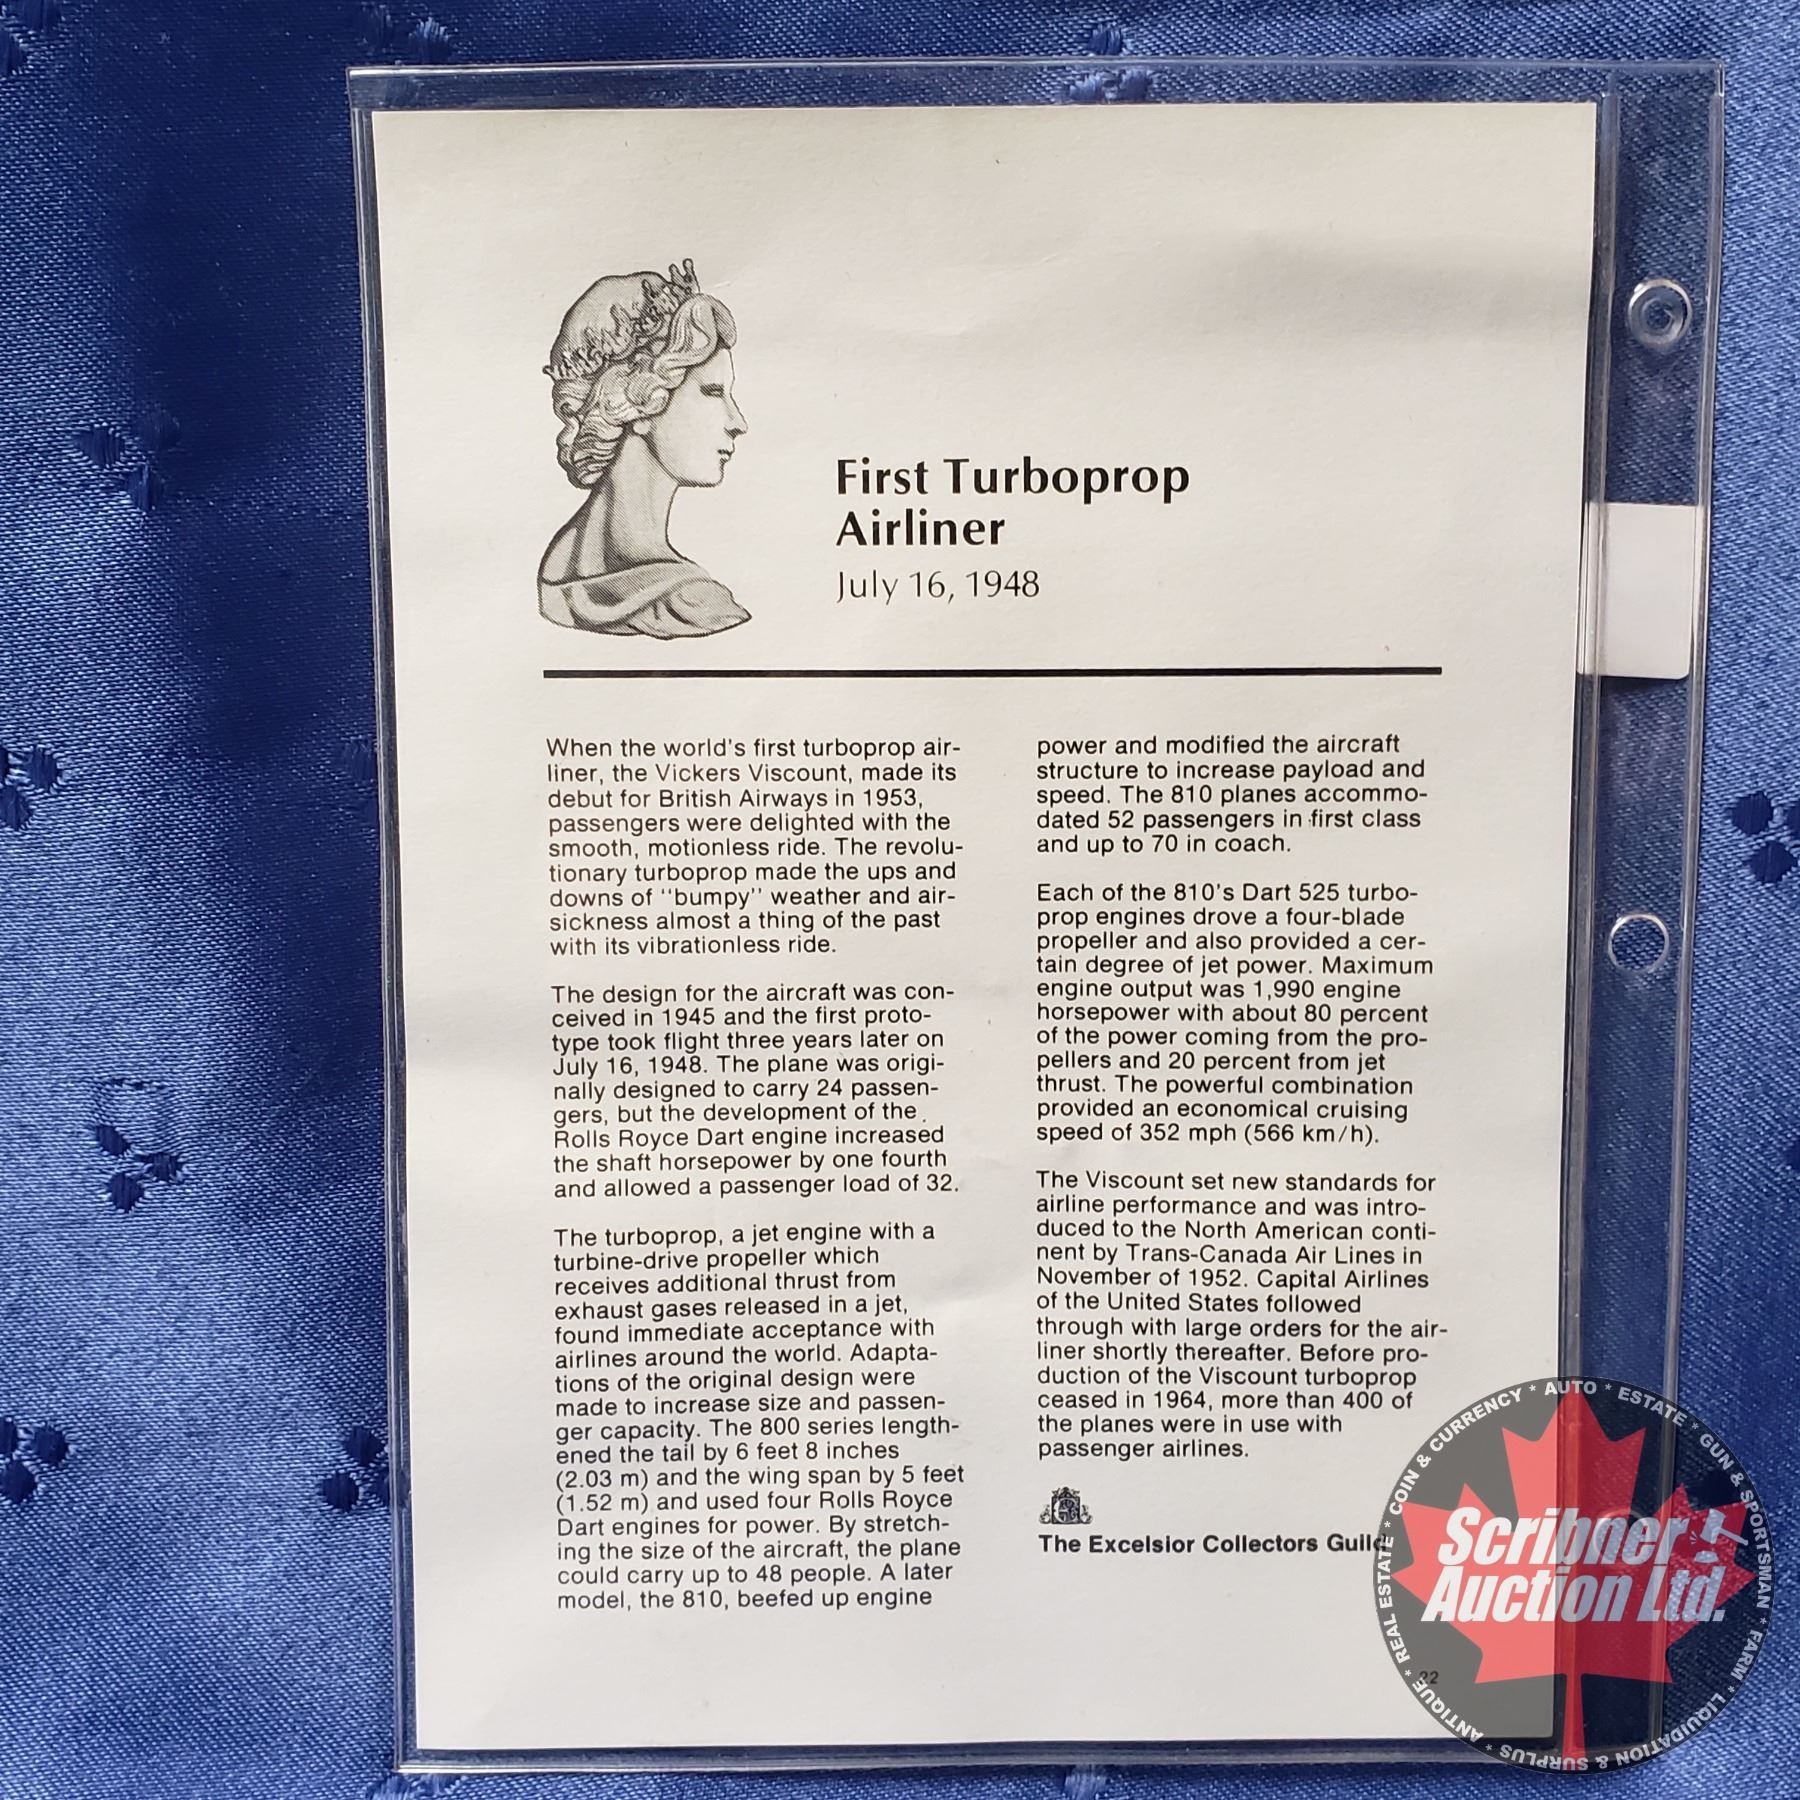 First Turboprop
Airliner
July 16, 1948
When the world's first turboprop air-
liner, the Vickers Viscount, made its
debut for British Airways in 1953,
passengers were delighted with the
smooth, motionless ride. The revolu-
tionary turboprop made the ups and
downs of "bumpy" weather and air-
sickness almost a thing of the past
with its vibrationless ride.
The design for the aircraft was con-
ceived in 1945 and the first proto-
type took flight three years later on
July 16, 1948. The plane was origi-
nally designed to carry 24 passen-
gers, but the development of the
Rolls Royce Dart engine increased
the shaft horsepower by one fourth
and allowed a passenger load of 32.
The turboprop, a jet engine with a
turbine-drive propeller which
receives additional thrust from
exhaust gases released in a jet,
found immediate acceptance with
airlines around the world. Adapta-
tions of the original design were
made to increase size and passen-
ger capacity. The 800 series length-
ened the tail by 6 feet 8 inches
(2.03 m) and the wing span by 5 feet
(1.52 m) and used four Rolls Royce
Dart engines for power. By stretch-
ing the size of the aircraft, the plane
could carry up to 48 people. A later
model, the 810, beefed up engine
power and modified the aircraft
structure to increase payload and
speed. The 810 planes accommo-
dated 52 passengers in first class
and up to 70 in coach.
Each of the 810's Dart 525 turbo-
prop engines drove a four-blade
propeller and also provided a cer-
tain degree of jet power. Maximum
engine output was 1,990 engine
horsepower with about 80 percent
of the power coming from the pro-
pellers and 20 percent from jet
thrust. The powerful combination
provided an economical cruising
speed of 352 mph (566 km/h).
The Viscount set new standards for
airline performance and was intro-
duced to the North American conti-
nent by Trans-Canada Air Lines in
November of 1952. Capital Airlines
of the United States followed
through with large orders for the air-
liner shortly thereafter. Before pro-
duction of the Viscount turboprop
ceased in 1964, more than 400 of
the planes were in use with
passenger airlines.
The Excelsior Collectors Guild
22
Scribner
Auction Ltd.
ANTIQUE * REAL ESTATE * COIN & CURRENCY * AUTO * ESTATE * GUN & SPORTSMAN * FARM * LIQUIDATION & SURPLUS *